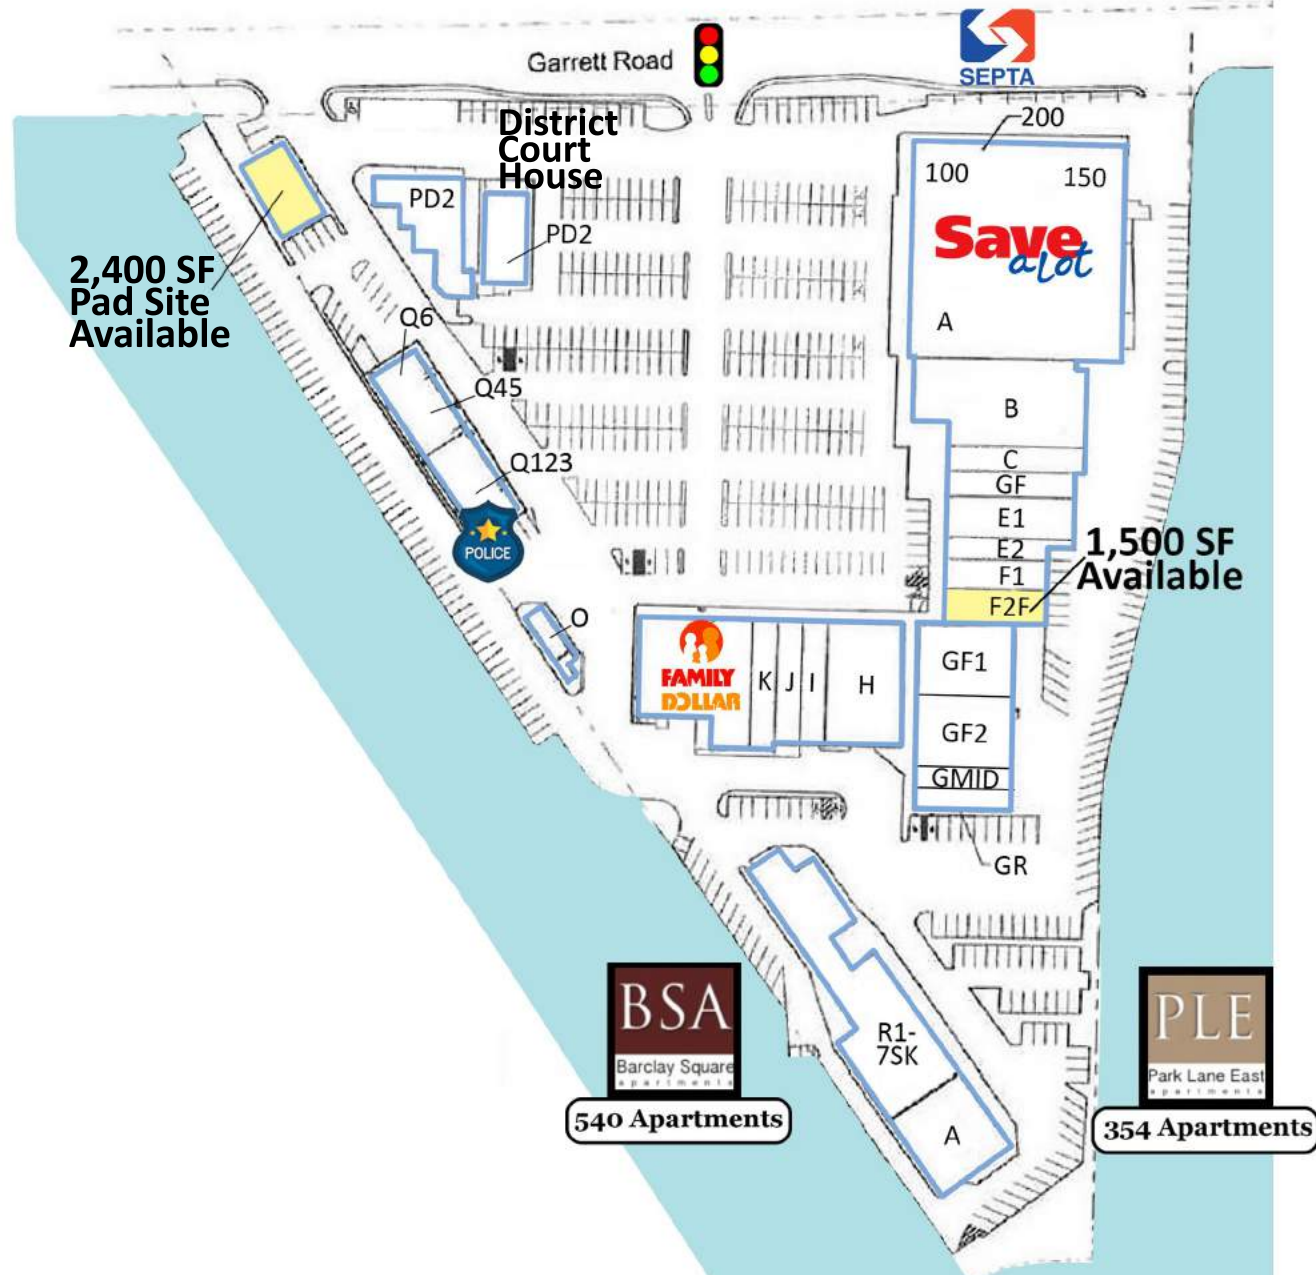 Garrett Road
SEPTA
District
Court
House
200
100
150
Save
a lot
A
PD2
PD2
2,400 SF
Pad Site
Available
Q6
Q45
Q123
POLICE
B
C
GF
E1
E2
F1
F2F
1,500 SF
Available
O
FAMILY
DOLLAR
K
J
I
H
GF1
GF2
GMID
GR
BSA
Barclay Square
apartments
540 Apartments
PLE
Park Lane East
apartments
354 Apartments
R1-
7SK
A